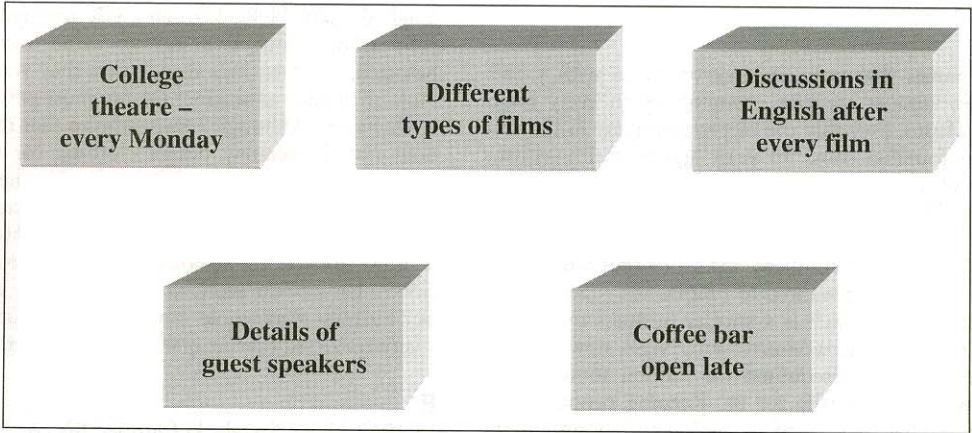 College
theatre –
every Monday
Different
types of films
Discussions in
English after
every film
Details of
guest speakers
Coffee bar
open late